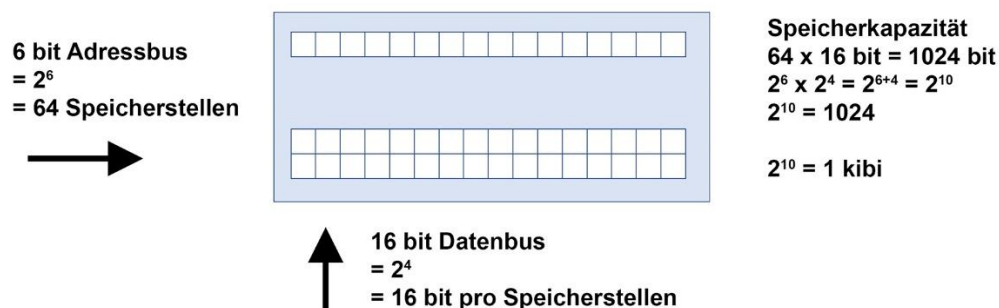 6 bit Adressbus
= 2⁶
= 64 Speicherstellen
Speicherkapazität
64 x 16 bit = 1024 bit
2⁶ x 2⁴ = 2⁶⁺⁴ = 2¹⁰
2¹⁰ = 1024
2¹⁰ = 1 kibi
16 bit Datenbus
= 2⁴
= 16 bit pro Speicherstellen